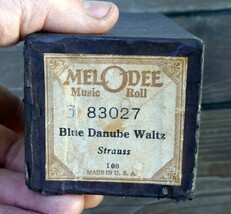 MELODEE
Music Roll
J 83027
Blue Danube Waltz
Strauss
100
MADE IN U. S. A.